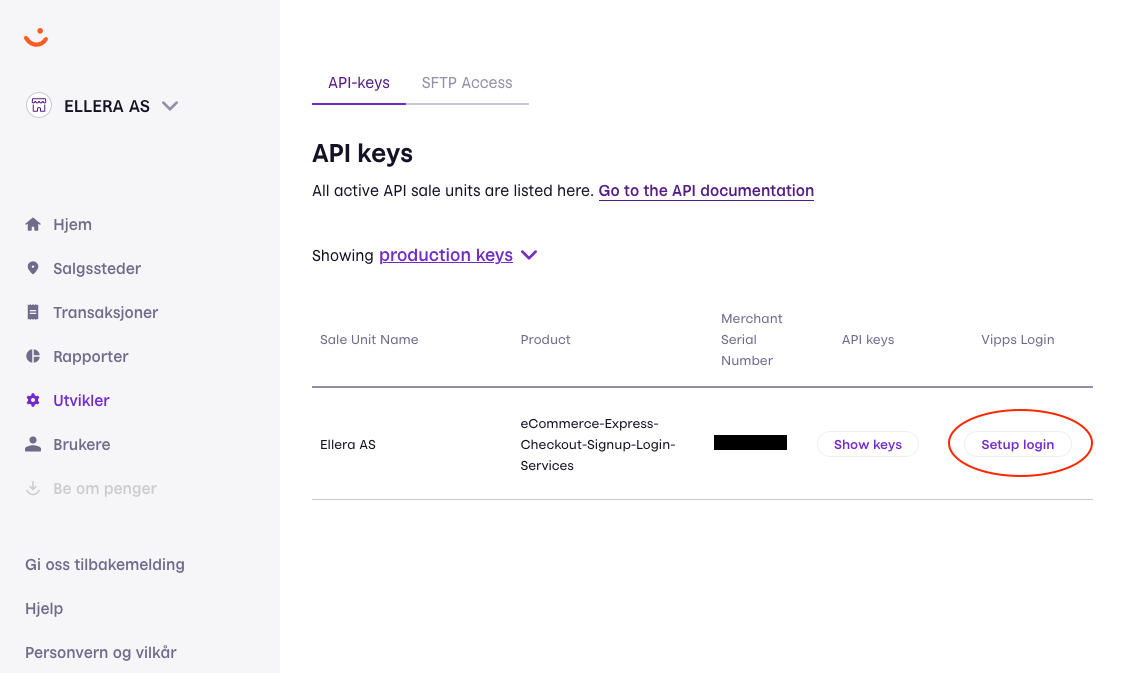 ELLERA AS
Hjem
Salgssteder
Transaksjoner
Rapporter
Utvikler
Brukere
Be om penger
Gi oss tilbakemelding
Hjelp
Personvern og vilkår
API-keys SFTP Access
API keys
All active API sale units are listed here. Go to the API documentation
Showing production keys
Sale Unit Name
Product
Merchant
Serial
Number
API keys
Vipps Login
Ellera AS
eCommerce-Express-
Checkout-Signup-Login-
Services
Show keys
Setup login